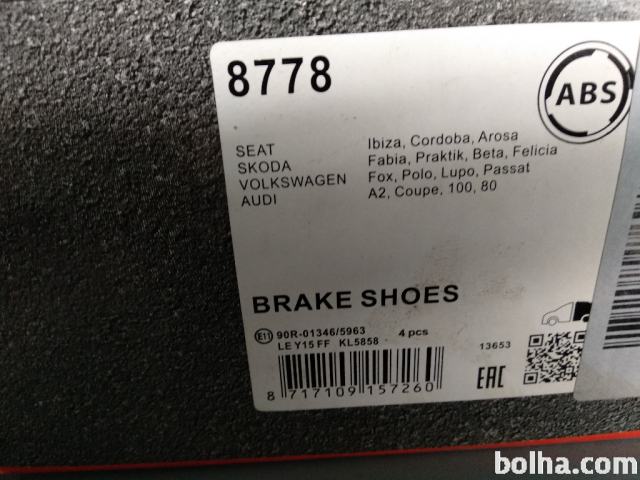 8778
ABS
SEAT Ibiza, Cordoba, Arosa
SKODA Fabia, Praktik, Beta, Felicia
VOLKSWAGEN Fox, Polo, Lupo, Passat
AUDI A2, Coupe, 100, 80
BRAKE SHOES
E11 90R-01346/5963 4 pcs
LE Y15 FF KL5858 13653
8 717109 157260
EAC
bolha.com